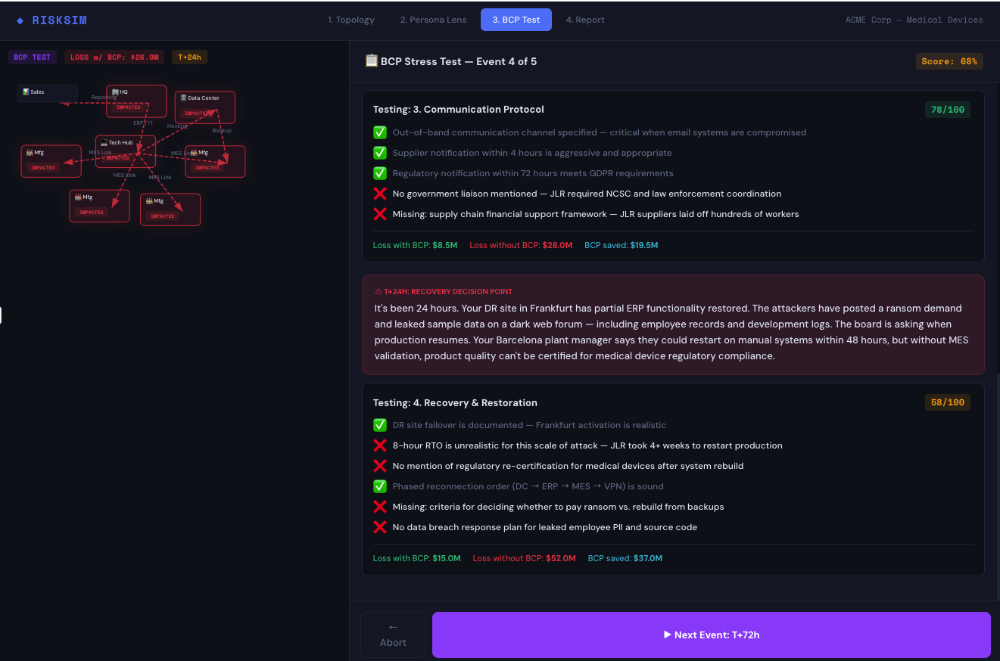 ◆ RISKSIM
1. Topology
2. Persona Lens
3. BCP Test
4. Report
ACME Corp — Medical Devices
BCP TEST
LOSS w/ BCP: $26.9M
T+24h
Sales
Reporting
HQ
IMPACTED
Data Center
IMPACTED
ERP / IT
Hosting
Backup
Tech Hub
IMPACTED
Mfg
IMPACTED
MES Link
MES Link
Mfg
IMPACTED
MES Link
MES Link
Mfg
IMPACTED
Mfg
IMPACTED
BCP Stress Test — Event 4 of 5
Score: 68%
Testing: 3. Communication Protocol
78/100
Out-of-band communication channel specified — critical when email systems are compromised
Supplier notification within 4 hours is aggressive and appropriate
Regulatory notification within 72 hours meets GDPR requirements
No government liaison mentioned — JLR required NCSC and law enforcement coordination
Missing: supply chain financial support framework — JLR suppliers laid off hundreds of workers
Loss with BCP: $8.5M Loss without BCP: $28.0M BCP saved: $19.5M
⚠ T+24H: RECOVERY DECISION POINT
It's been 24 hours. Your DR site in Frankfurt has partial ERP functionality restored. The attackers have posted a ransom demand
and leaked sample data on a dark web forum — including employee records and development logs. The board is asking when
production resumes. Your Barcelona plant manager says they could restart on manual systems within 48 hours, but without MES
validation, product quality can't be certified for medical device regulatory compliance.
Testing: 4. Recovery & Restoration
58/100
DR site failover is documented — Frankfurt activation is realistic
8-hour RTO is unrealistic for this scale of attack — JLR took 4+ weeks to restart production
No mention of regulatory re-certification for medical devices after system rebuild
Phased reconnection order (DC → ERP → MES → VPN) is sound
Missing: criteria for deciding whether to pay ransom vs. rebuild from backups
No data breach response plan for leaked employee PII and source code
Loss with BCP: $15.0M Loss without BCP: $52.0M BCP saved: $37.0M
←
Abort
▶ Next Event: T+72h